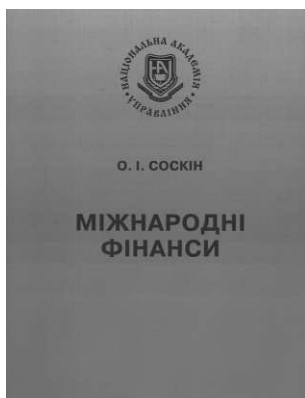 НАЦІОНАЛЬНА АКАДЕМІЯ
УПРАВЛІННЯ
О. І. СОСКІН
МІЖНАРОДНІ
ФІНАНСИ